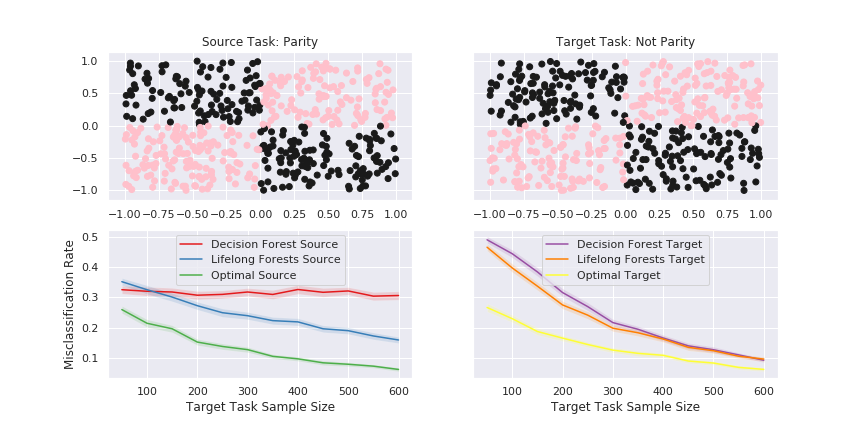 Source Task: Parity
Target Task: Not Parity
1.0
0.5
0.0
−0.5
−1.0
−1.00 −0.75 −0.50 −0.25 0.00 0.25 0.50 0.75 1.00
−1.00 −0.75 −0.50 −0.25 0.00 0.25 0.50 0.75 1.00
Misclassification Rate
0.5
0.4
0.3
0.2
0.1
Decision Forest Source
Lifelong Forests Source
Optimal Source
100 200 300 400 500 600
Target Task Sample Size
Decision Forest Target
Lifelong Forests Target
Optimal Target
100 200 300 400 500 600
Target Task Sample Size